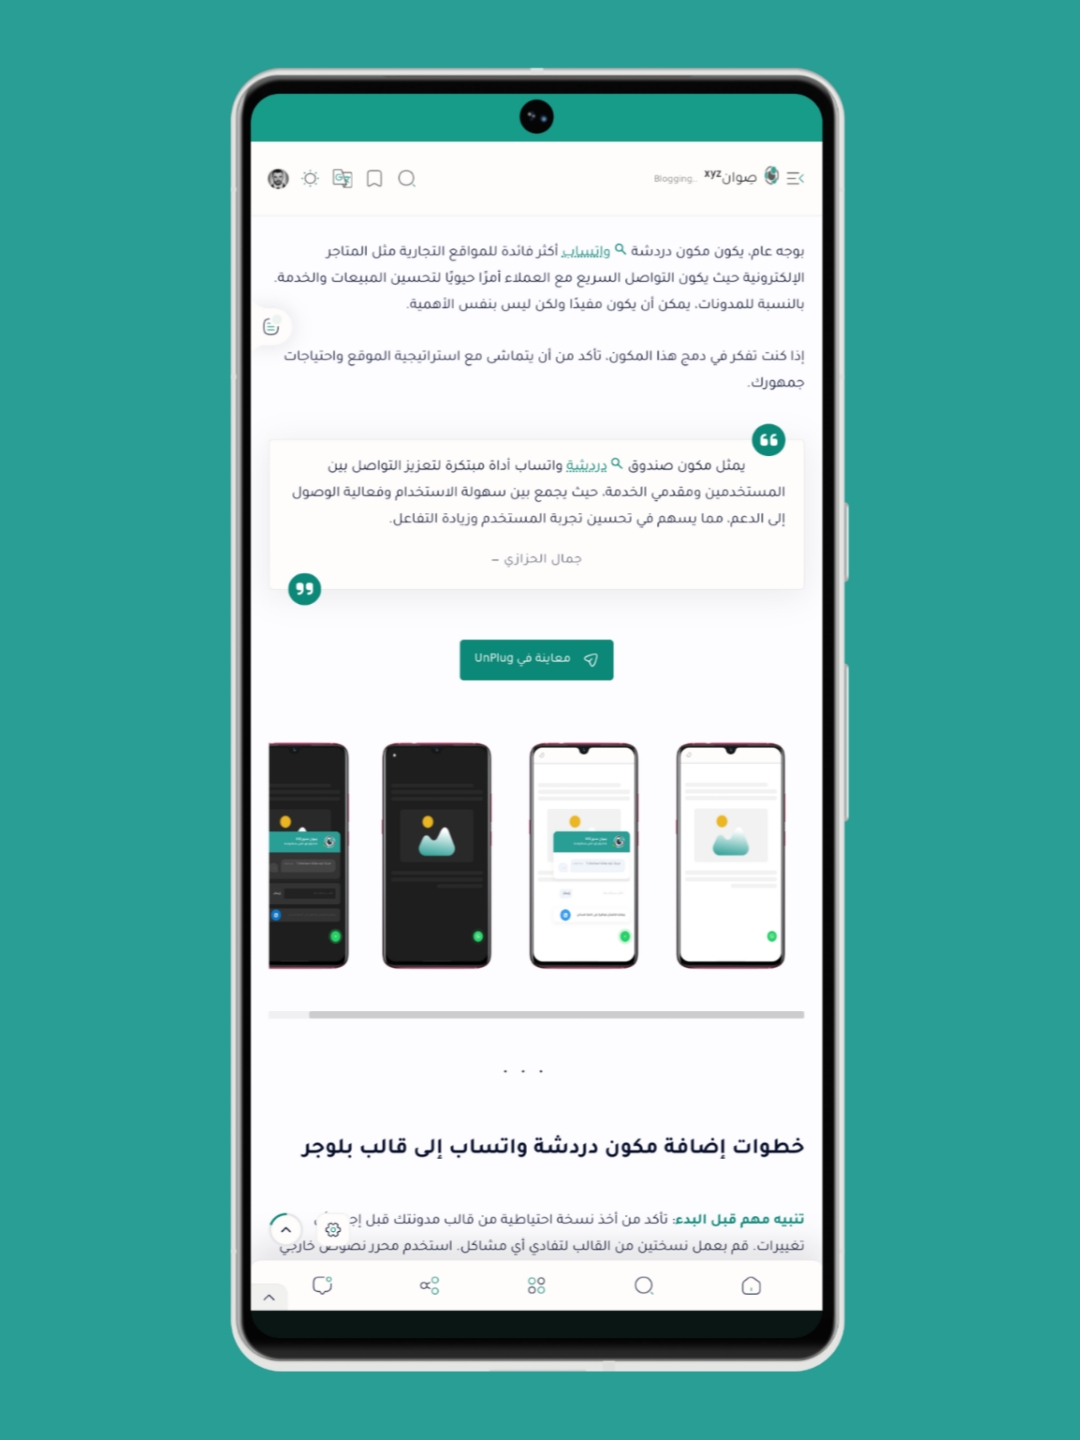 صوان xyz Blogging..
بوجه عام، يكون مكون دردشة واتساب أكثر فائدة للمواقع التجارية مثل المتاجر
الإلكترونية حيث يكون التواصل السريع مع العملاء أمرًا حيويًا لتحسين المبيعات والخدمة.
بالنسبة للمدونات، يمكن أن يكون مفيدًا ولكن ليس بنفس الأهمية.
إذا كنت تفكر في دمج هذا المكون، تأكد من أن يتماشى مع استراتيجية الموقع واحتياجات
جمهورك.
يمثل مكون صندوق دردشة واتساب أداة مبتكرة لتعزيز التواصل بين
المستخدمين ومقدمي الخدمة، حيث يجمع بين سهولة الاستخدام وفعالية الوصول
إلى الدعم، مما يسهم في تحسين تجربة المستخدم وزيادة التفاعل.
جمال الحزازي –
معاينة في UnPlug
. . .
خطوات إضافة مكون دردشة واتساب إلى قالب بلوجر
تنبيه مهم قبل البدء: تأكد من أخذ نسخة احتياطية من قالب مدونتك قبل
تغييرات. قم بعمل نسختين من القالب لتفادي أي مشاكل. استخدم محرر نصوص خارجي